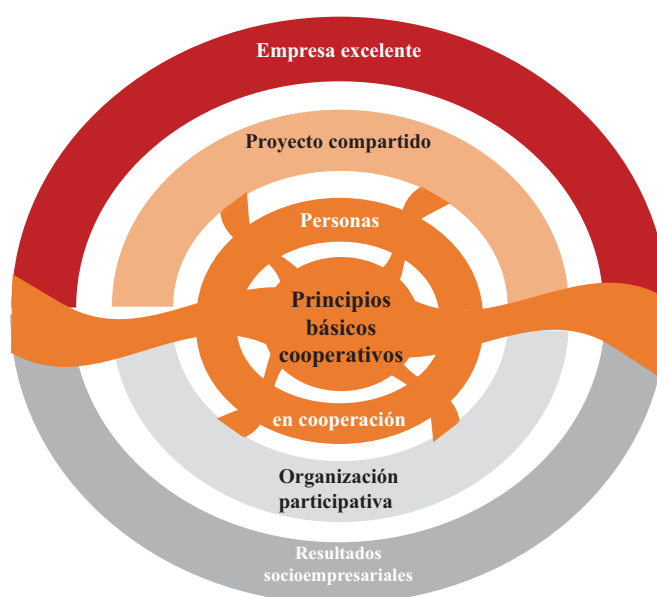 Empresa excelente
Proyecto compartido
Personas
Principios
básicos
cooperativos
en cooperación
Organización
participativa
Resultados
socioempresariales